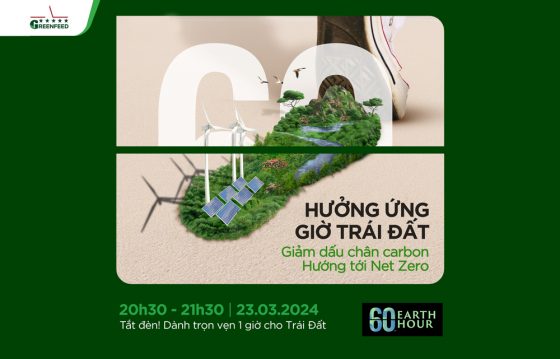 GREENFEED
60
HƯỞNG ỨNG
GIỜ TRÁI ĐẤT
Giảm dấu chân carbon
Hướng tới Net Zero
20h30 - 21h30 | 23.03.2024
Tắt đèn! Dành trọn vẹn 1 giờ cho Trái Đất
60 EARTH
HOUR